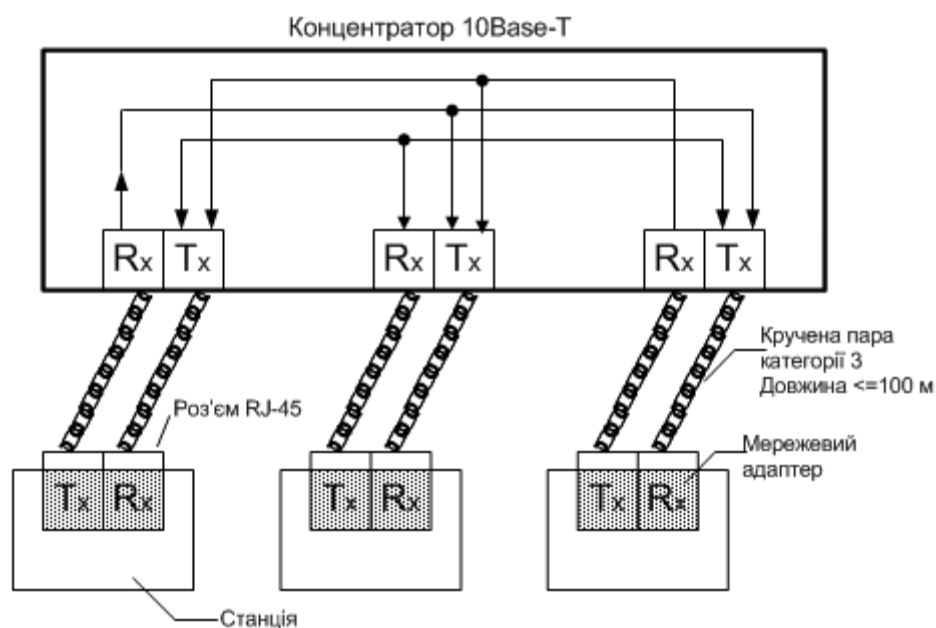 Концентратор 10Base-T
Rx Tx Rx Tx Rx Tx
Кручена пара
категорії 3
Довжина <=100 м
Роз'єм RJ-45
Мережевий
адаптер
Tx Rx Tx Rx Tx Rx
Станція